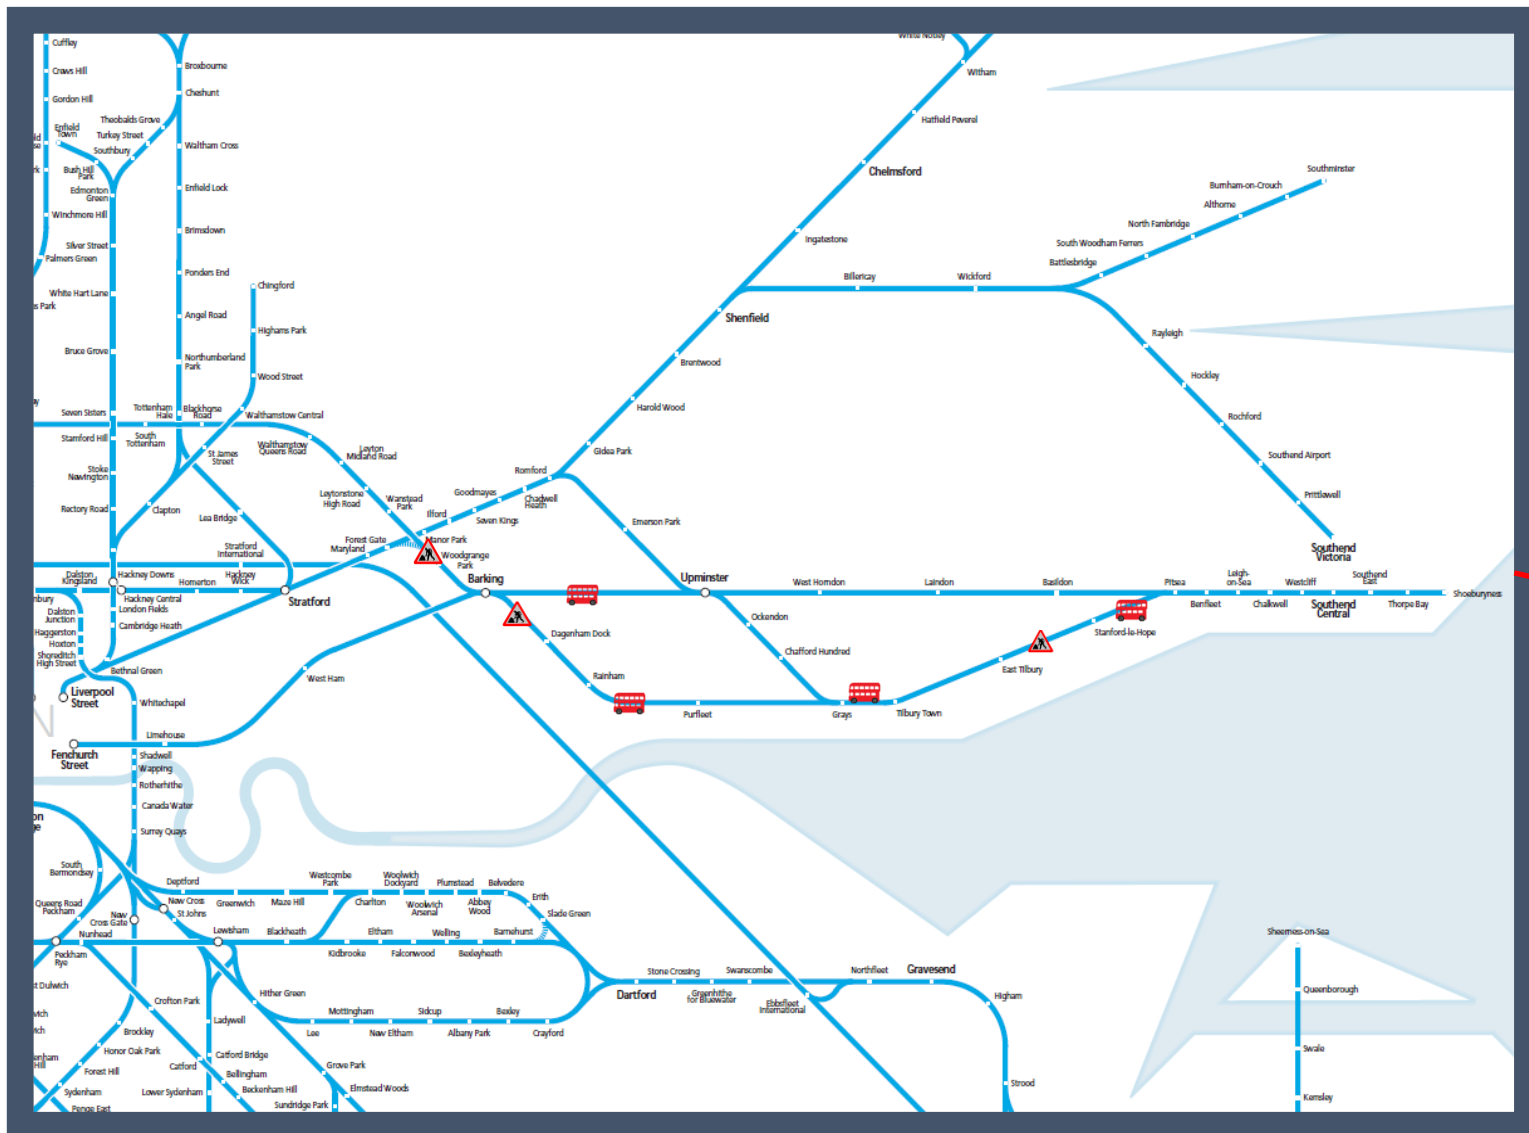 Cuffley
Crews Hill
Gordon Hill
Enfield
Town
Bush Hill
Park
Edmonton
Green
Winchmore Hill
Silver Street
Palmers Green
White Hart Lane
s Park
Bruce Grove
Seven Sisters
Stamford Hill
Stoke
Newington
Rectory Road
Theobalds Grove
Turkey Street
Southbury
Broxbourne
Cheshunt
Waltham Cross
Enfield Lock
Brimsdown
Ponders End
Angel Road
Northumberland
Park
Tottenham
Hale
Blackhorse
Road
South
Tottenham
Chingford
Highams Park
Wood Street
Walthamstow Central
St James
Street
Walthamstow
Queens Road
Leyton
Midland Road
Leytonstone
High Road
Wanstead
Park
Clapton
Lea Bridge
Stratford
International
Hackney
Wick
Homerton
Hackney Downs
Hackney Central
London Fields
Cambridge Heath
Dalston
Kingsland
nbury
Dalston
Junction
Haggerston
Hoxton
Shoreditch
High Street
Bethnal Green
Liverpool
Street
Stratford
Maryland
Forest Gate
Manor Park
Woodgrange
Park
Ilford
Seven Kings
Goodmayes
Chadwell
Heath
Romford
Gidea Park
Harold Wood
Brentwood
Shenfield
Ingatestone
Chelmsford
Hatfield Peverel
Witham
White Notley
Billericay
Wickford
Battlesbridge
South Woodham Ferrers
North Fambridge
Althorne
Burnham-on-Crouch
Southminster
Rayleigh
Hockley
Rochford
Southend Airport
Prittlewell
Southend
Victoria
Emerson Park
Upminster
Barking
West Horndon
Laindon
Basildon
Pitsea
Benfleet
Leigh-
on-Sea
Chalkwell
Westcliff
Southend
Central
Southend
East
Thorpe Bay
Shoeburyness
Ockendon
Chafford Hundred
Dagenham Dock
Rainham
Purfleet
Grays
Tilbury Town
East Tilbury
Stanford-le-Hope
West Ham
Limehouse
Fenchurch
Street
Whitechapel
Shadwell
Wapping
Rotherhithe
Canada Water
Surrey Quays
N
on
ge
South
Bermondsey
Queens Road
Peckham
Nunhead
Peckham
Rye
New
Cross Gate
New Cross
St Johns
Deptford
Greenwich
Maze Hill
Westcombe
Park
Charlton
Woolwich
Dockyard
Woolwich
Arsenal
Plumstead
Abbey
Wood
Belvedere
Erith
Slade Green
Lewisham
Blackheath
Kidbrooke
Eltham
Falconwood
Welling
Bexleyheath
Barnehurst
Dartford
Stone Crossing
Greenhithe
for Bluewater
Swanscombe
Ebbsfleet
International
Northfleet
Gravesend
Higham
Strood
Hither Green
Lee
Mottingham
New Eltham
Sidcup
Albany Park
Bexley
Crayford
Grove Park
Elmstead Woods
Sundridge Park
t Dulwich
wich
ich
enham
Hill
Crofton Park
Brockley
Honor Oak Park
Forest Hill
Sydenham
Penge East
Ladywell
Catford Bridge
Catford
Bellingham
Beckenham Hill
Lower Sydenham
Sheerness-on-Sea
Queenborough
Swale
Kemsley